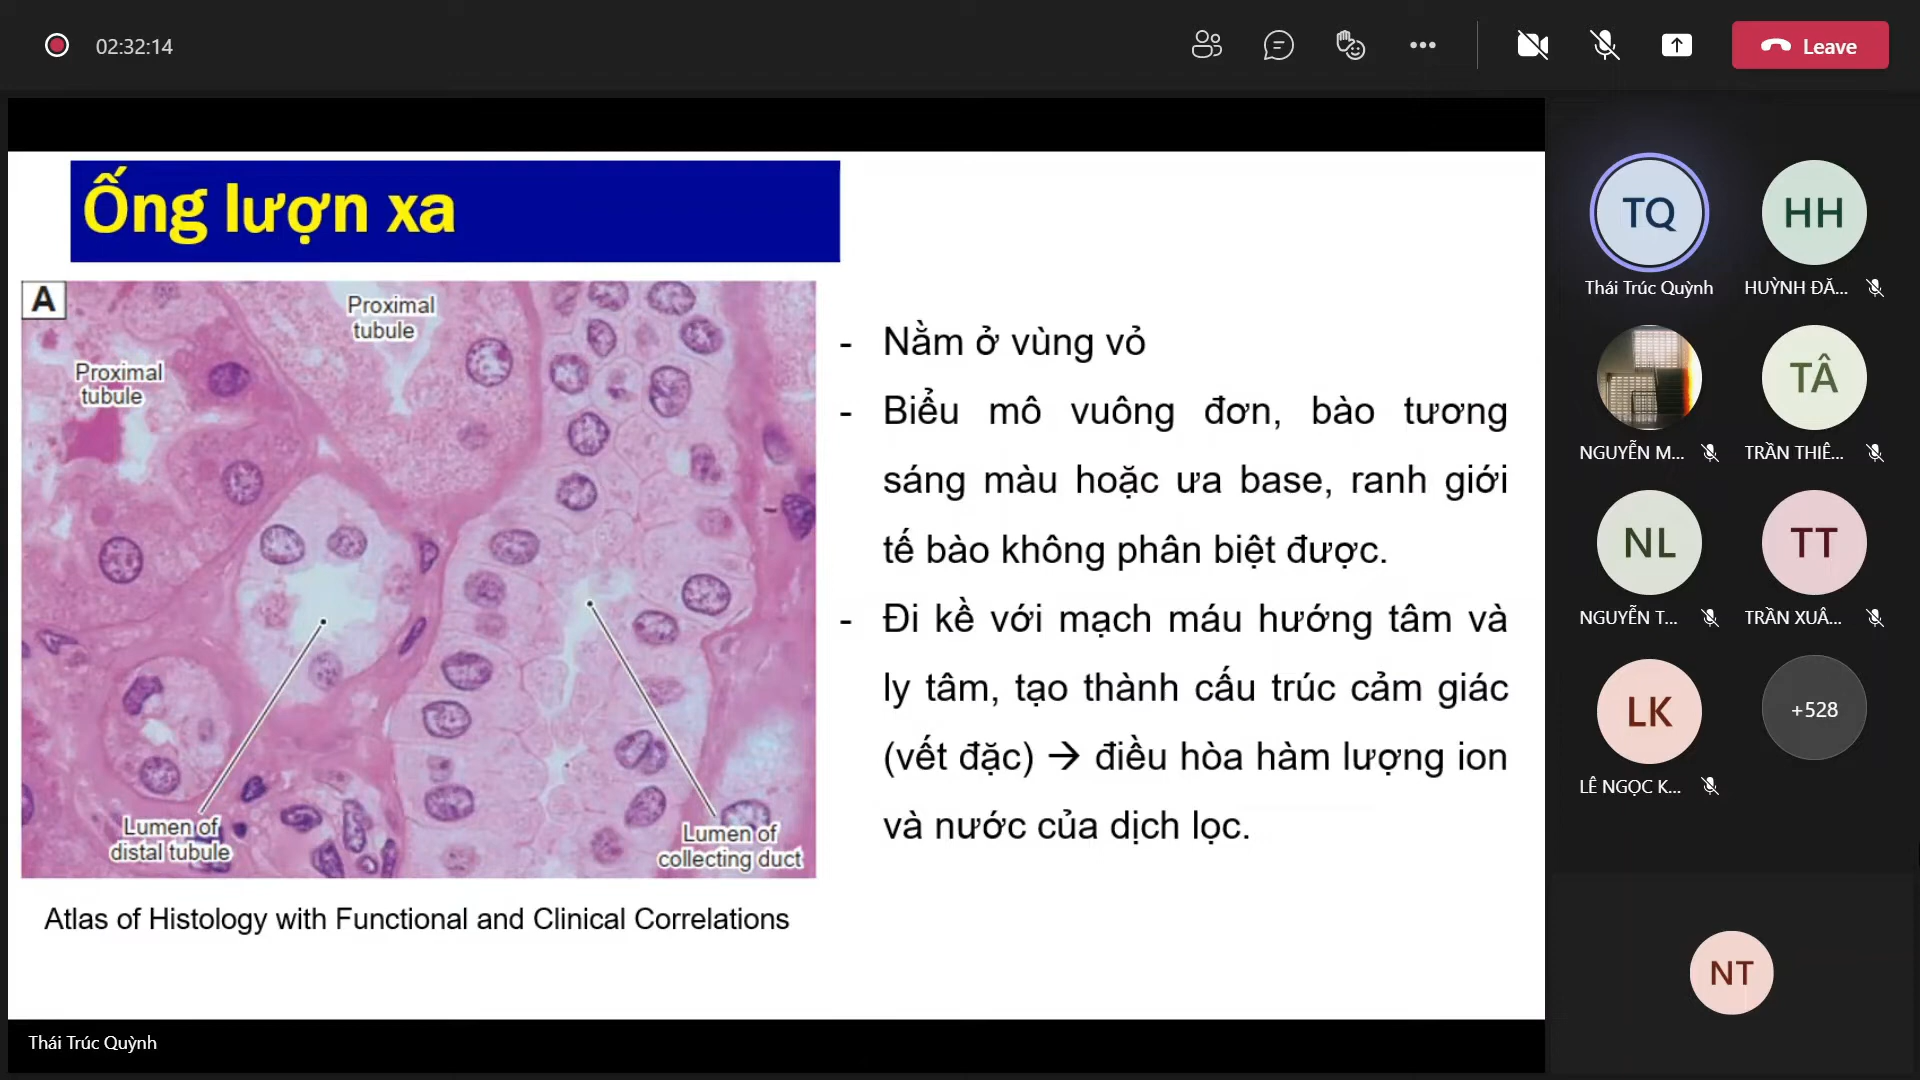 02:32:14
Leave
Ống lượn xa
A
Proximal
tubule
Proximal
tubule
Lumen of
distal tubule
Lumen of
collecting duct
Atlas of Histology with Functional and Clinical Correlations
- Nằm ở vùng vỏ
- Biểu mô vuông đơn, bào tương
sáng màu hoặc ưa base, ranh giới
tế bào không phân biệt được.
- Đi kề với mạch máu hướng tâm và
ly tâm, tạo thành cấu trúc cảm giác
(vết đặc) → điều hòa hàm lượng ion
và nước của dịch lọc.
Thái Trúc Quỳnh
TQ
Thái Trúc Quỳnh
HH
HUỲNH ĐĂ...
NGUYỄN M...
TÂ
TRẦN THIÊ...
NL
NGUYỄN T...
TT
TRẦN XUÂ...
LK
LÊ NGỌC K...
+528
NT